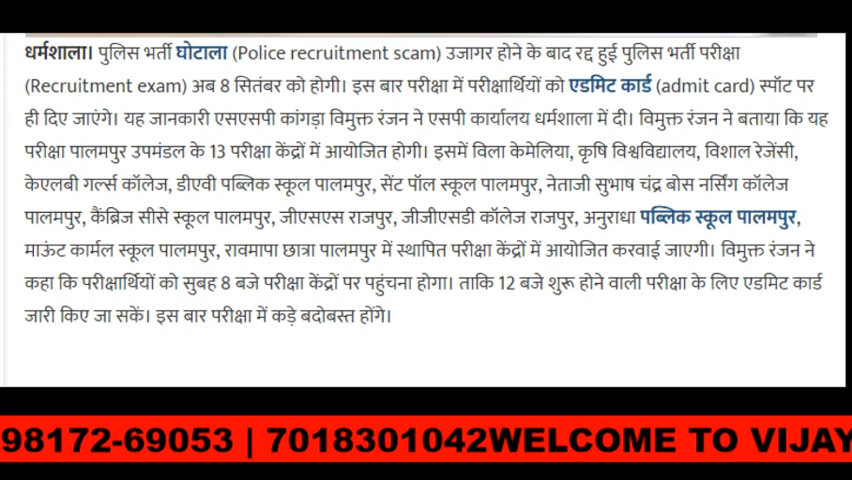 धर्मशाला। पुलिस भर्ती घोटाला (Police recruitment scam) उजागर होने के बाद रद्द हुई पुलिस भर्ती परीक्षा
(Recruitment exam) अब 8 सितंबर को होगी। इस बार परीक्षा में परीक्षार्थियों को एडमिट कार्ड (admit card) स्पॉट पर
ही दिए जाएंगे। यह जानकारी एसएसपी कांगड़ा विमुक्त रंजन ने एसपी कार्यालय धर्मशाला में दी। विमुक्त रंजन ने बताया कि यह
परीक्षा पालमपुर उपमंडल के 13 परीक्षा केंद्रों में आयोजित होगी। इसमें विला केमेलिया, कृषि विश्वविद्यालय, विशाल रेजेंसी,
केएलबी गर्ल्स कॉलेज, डीएवी पब्लिक स्कूल पालमपुर, सेंट पॉल स्कूल पालमपुर, नेताजी सुभाष चंद्र बोस नर्सिंग कॉलेज
पालमपुर, कैंब्रिज सीसे स्कूल पालमपुर, जीएसएस राजपुर, जीजीएसडी कॉलेज राजपुर, अनुराधा पब्लिक स्कूल पालमपुर,
माऊंट कार्मल स्कूल पालमपुर, रावमापा छात्रा पालमपुर में स्थापित परीक्षा केंद्रों में आयोजित करवाई जाएगी। विमुक्त रंजन ने
कहा कि परीक्षार्थियों को सुबह 8 बजे परीक्षा केंद्रों पर पहुंचना होगा। ताकि 12 बजे शुरू होने वाली परीक्षा के लिए एडमिट कार्ड
जारी किए जा सकें। इस बार परीक्षा में कड़े बदोबस्त होंगे।
98172-69053 | 7018301042WELCOME TO VIJAY